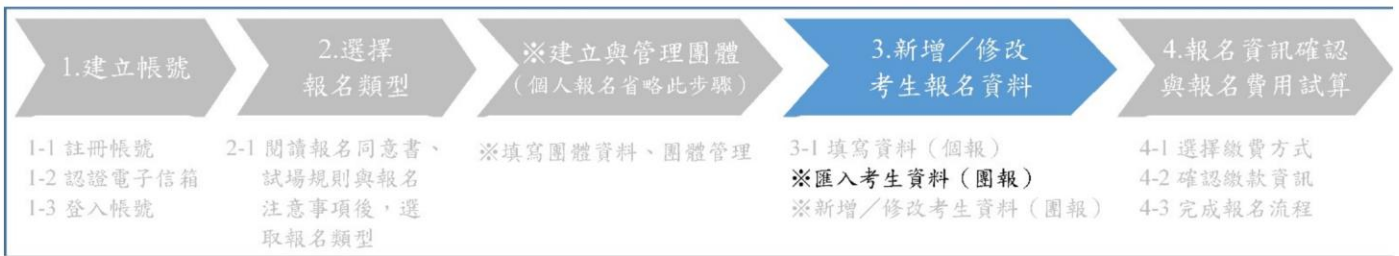 1.建立帳號
2.選擇
報名類型
※建立與管理團體
（個人報名省略此步驟）
3.新增／修改
考生報名資料
4.報名資訊確認
與報名費用試算
1-1 註冊帳號
1-2 認證電子信箱
1-3 登入帳號
2-1 閱讀報名同意書、
試場規則與報名
注意事項後，選
取報名類型
※填寫團體資料、團體管理
3-1 填寫資料（個報）
※匯入考生資料（團報）
※新增／修改考生資料（團報）
4-1 選擇繳費方式
4-2 確認繳款資訊
4-3 完成報名流程